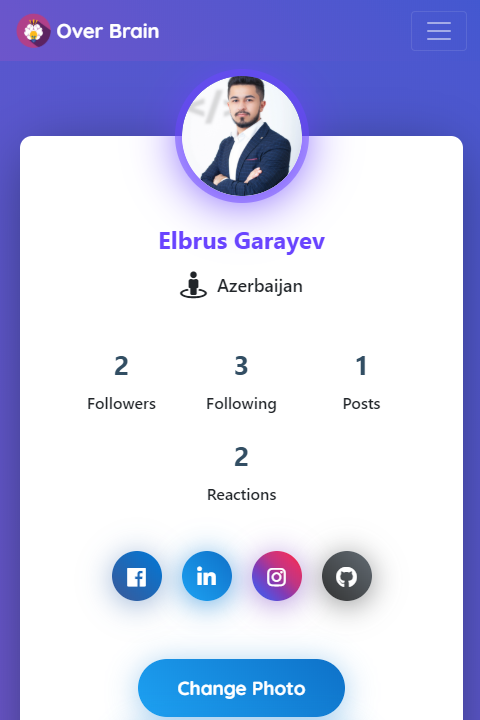 Over Brain
Elbrus Garayev
Azerbaijan
2 3 1
Followers Following Posts
2
Reactions
Change Photo